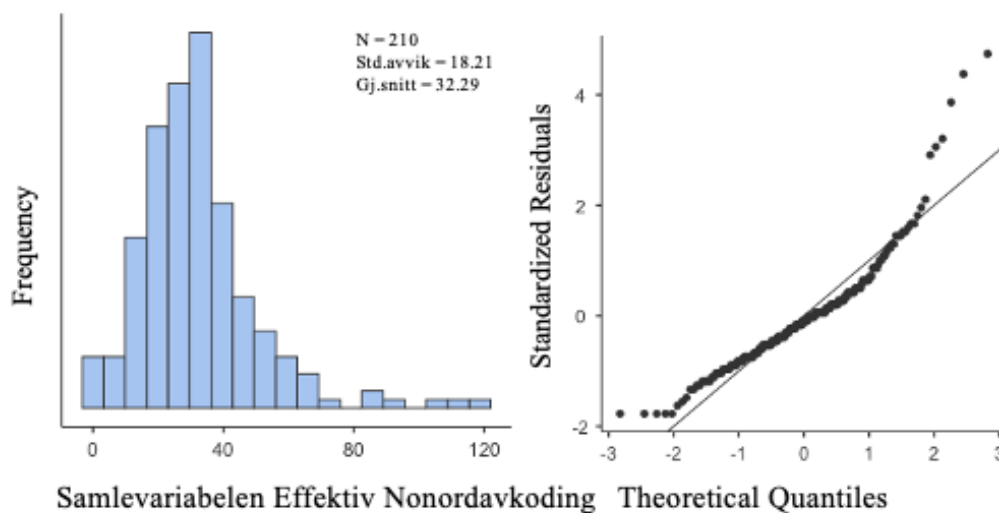 N = 210
Std.avvik = 18.21
Gj.snitt = 32.29
Frequency
0 40 80 120
Samlevariabelen Effektiv Nonordavkoding
Standardized Residuals
4
2
0
-2
-3 -2 -1 0 1 2 3
Theoretical Quantiles